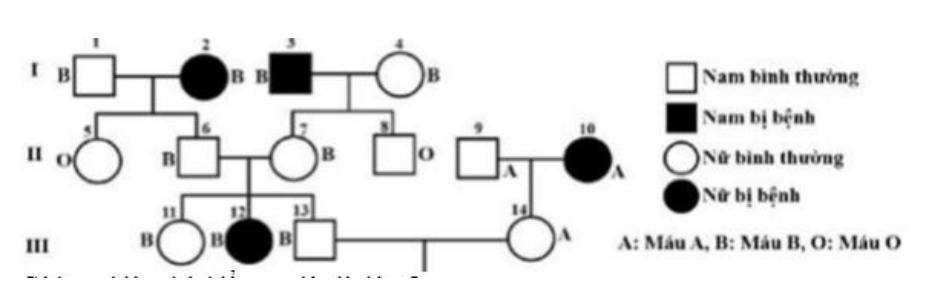 1 2 3 4
I B B B B
Nam bình thường
Nam bị bệnh
5 6 7 8 9 10
II O B B O A A
Nữ bình thường
Nữ bị bệnh
11 12 13 14
III B B B A
A: Máu A, B: Máu B, O: Máu O